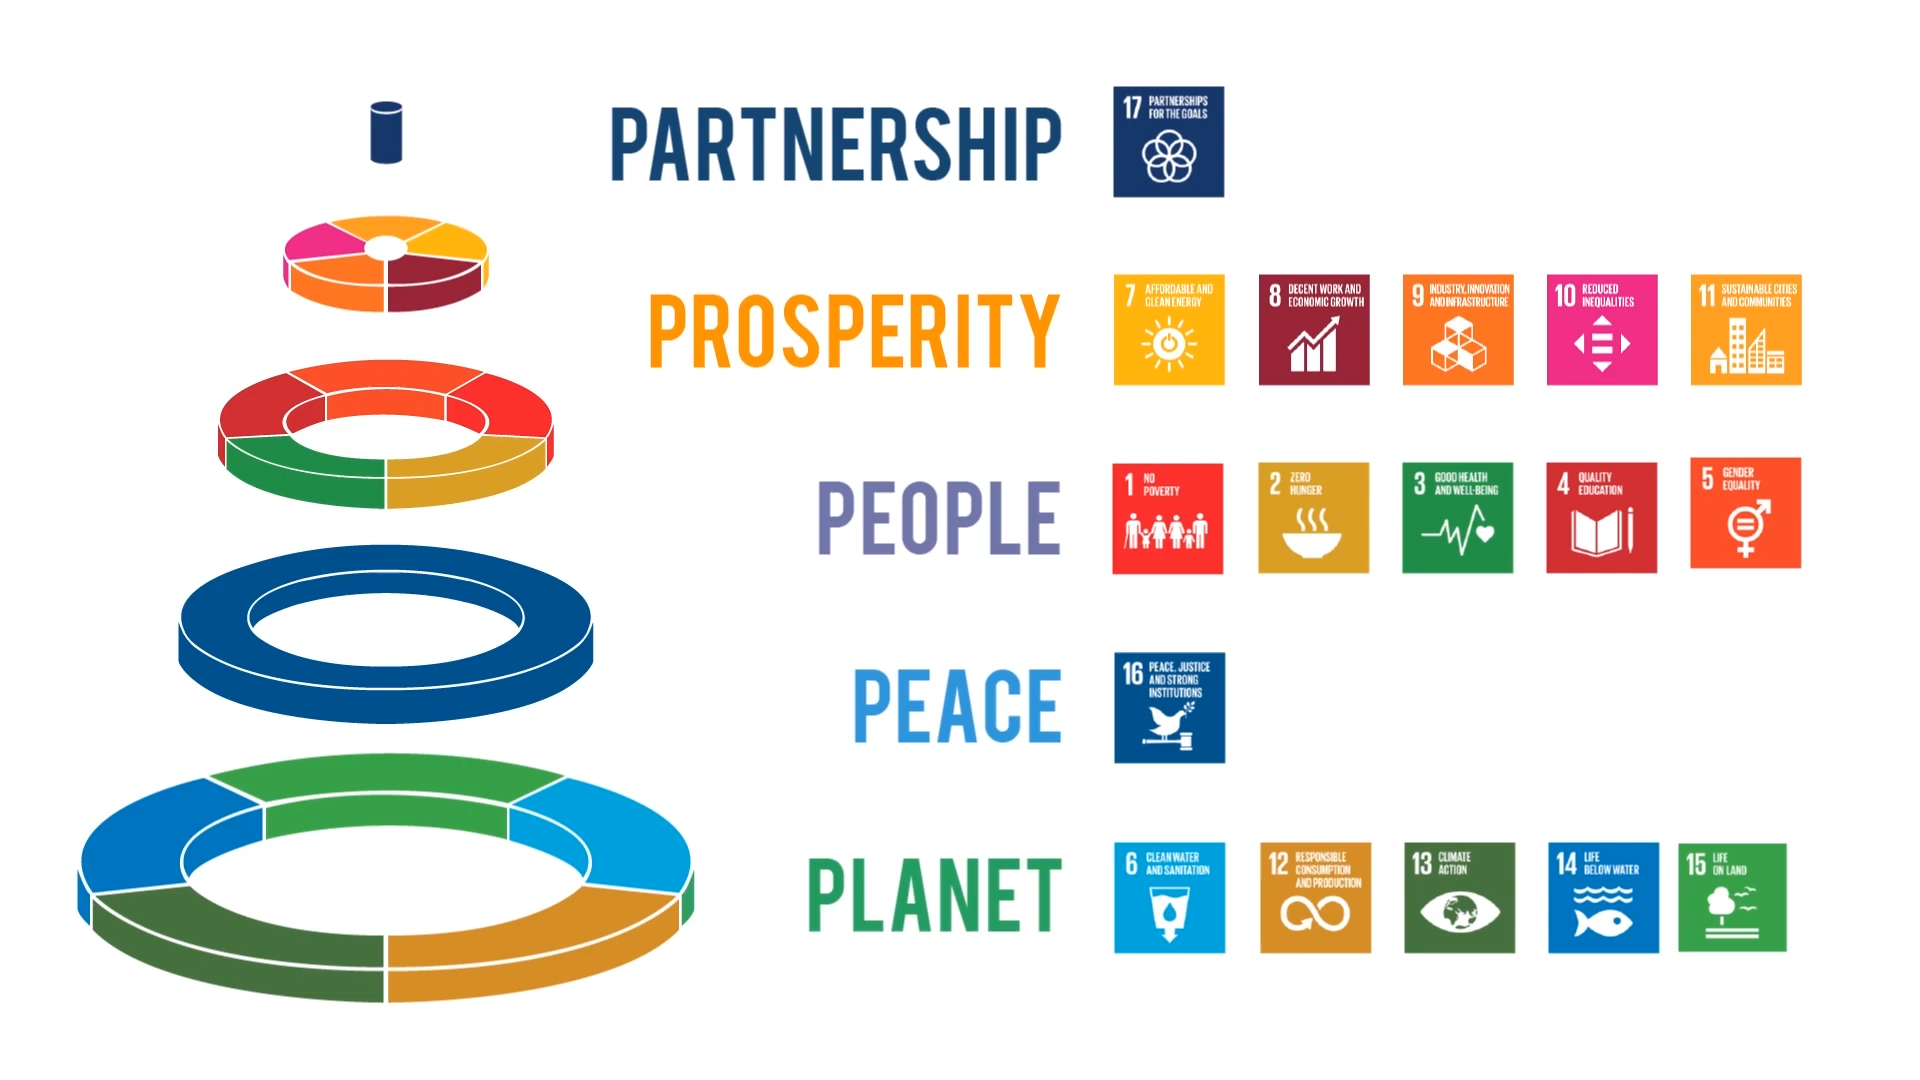 PARTNERSHIP
17 PARTNERSHIPS
FOR THE GOALS
PROSPERITY
7 AFFORDABLE AND
CLEAN ENERGY
8 DECENT WORK AND
ECONOMIC GROWTH
9 INDUSTRY, INNOVATION
AND INFRASTRUCTURE
10 REDUCED
INEQUALITIES
11 SUSTAINABLE CITIES
AND COMMUNITIES
PEOPLE
1 NO
POVERTY
2 ZERO
HUNGER
3 GOOD HEALTH
AND WELL-BEING
4 QUALITY
EDUCATION
5 GENDER
EQUALITY
PEACE
16 PEACE, JUSTICE
AND STRONG
INSTITUTIONS
PLANET
6 CLEAN WATER
AND SANITATION
12 RESPONSIBLE
CONSUMPTION
AND PRODUCTION
13 CLIMATE
ACTION
14 LIFE
BELOW WATER
15 LIFE
ON LAND